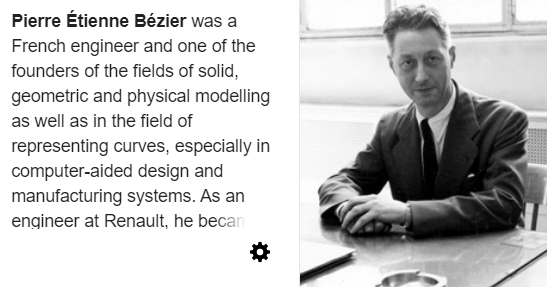 Pierre Étienne Bézier was a
French engineer and one of the
founders of the fields of solid,
geometric and physical modelling
as well as in the field of
representing curves, especially in
computer-aided design and
manufacturing systems. As an
engineer at Renault, he becam